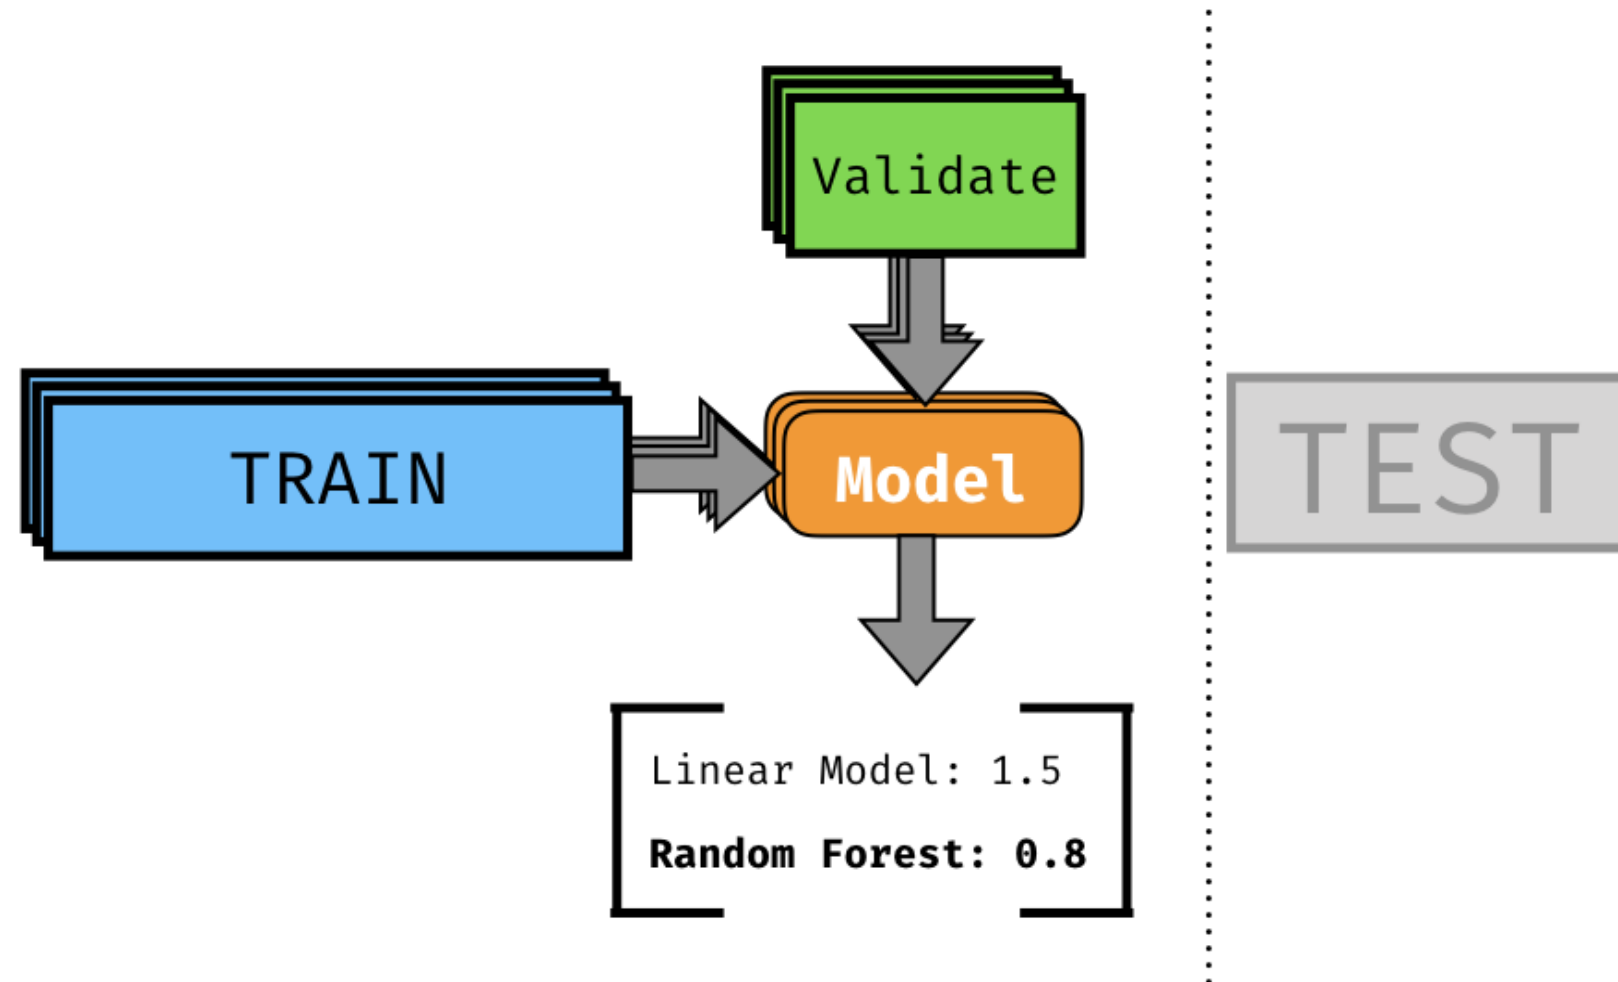 Validate
TRAIN
Model
TEST
Linear Model: 1.5
Random Forest: 0.8